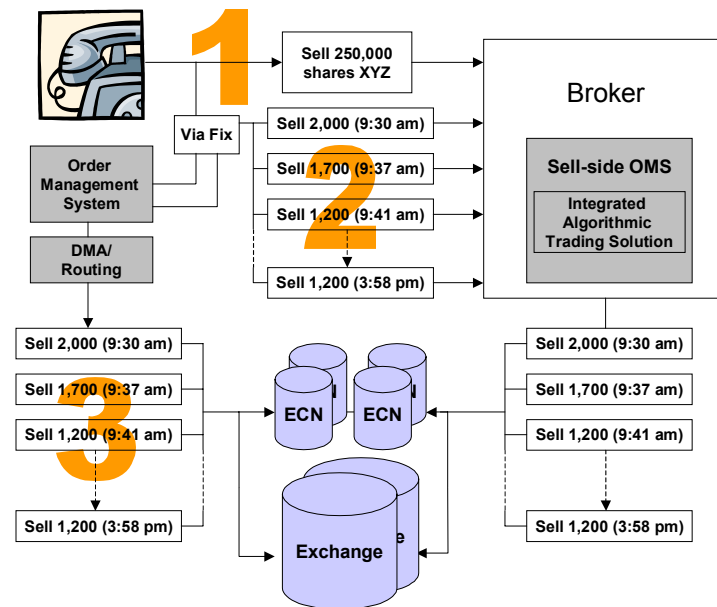 1
Sell 250,000
shares XYZ
Broker
Via Fix
Sell 2,000 (9:30 am)
Sell 1,700 (9:37 am)
2
Sell 1,200 (9:41 am)
Sell 1,200 (3:58 pm)
Sell-side OMS
Integrated
Algorithmic
Trading Solution
Order
Management
System
DMA/
Routing
Sell 2,000 (9:30 am)
Sell 1,700 (9:37 am)
3
Sell 1,200 (9:41 am)
Sell 1,200 (3:58 pm)
ECN
ECN
Exchange
Sell 2,000 (9:30 am)
Sell 1,700 (9:37 am)
Sell 1,200 (9:41 am)
Sell 1,200 (3:58 pm)